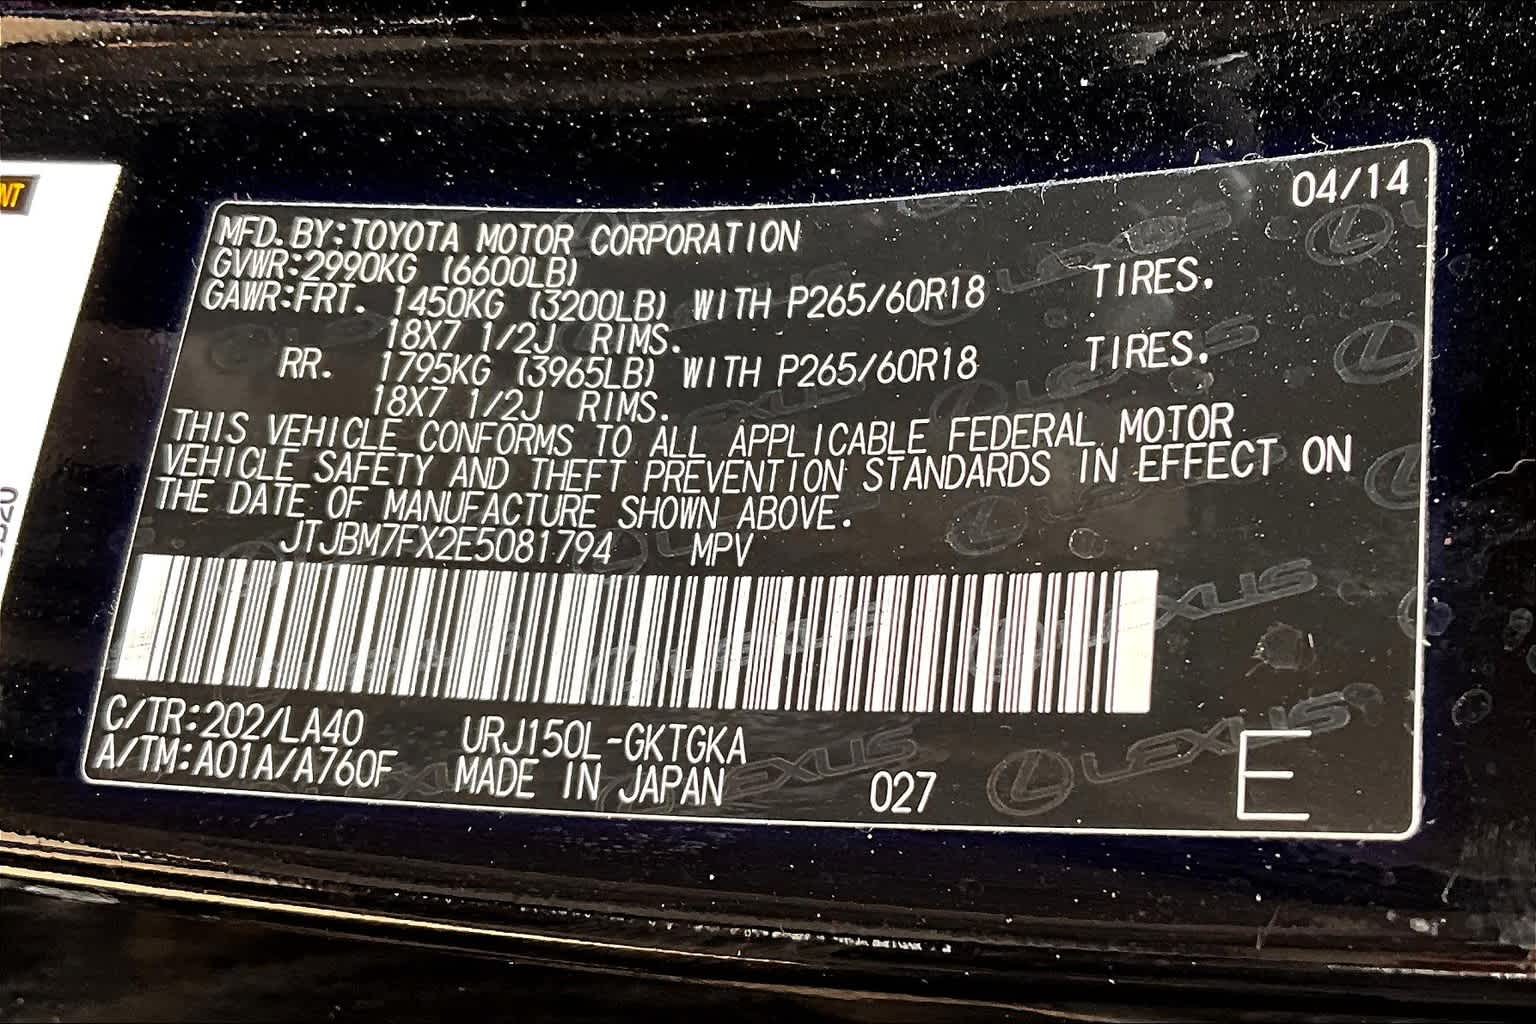 NT
04/14
MFD. BY:TOYOTA MOTOR CORPORATION
GVWR:2990KG (6600LB)
GAWR:FRT. 1450KG (3200LB) WITH P265/60R18 TIRES.
18X7 1/2J RIMS.
RR. 1795KG (3965LB) WITH P265/60R18 TIRES.
18X7 1/2J RIMS.
THIS VEHICLE CONFORMS TO ALL APPLICABLE FEDERAL MOTOR
VEHICLE SAFETY AND THEFT PREVENTION STANDARDS IN EFFECT ON
THE DATE OF MANUFACTURE SHOWN ABOVE.
JTJBM7FX2E5081794 MPV
C/TR:202/LA40 URJ150L-GKTGKA
A/TM:A01A/A760F MADE IN JAPAN 027 E
LEXUS